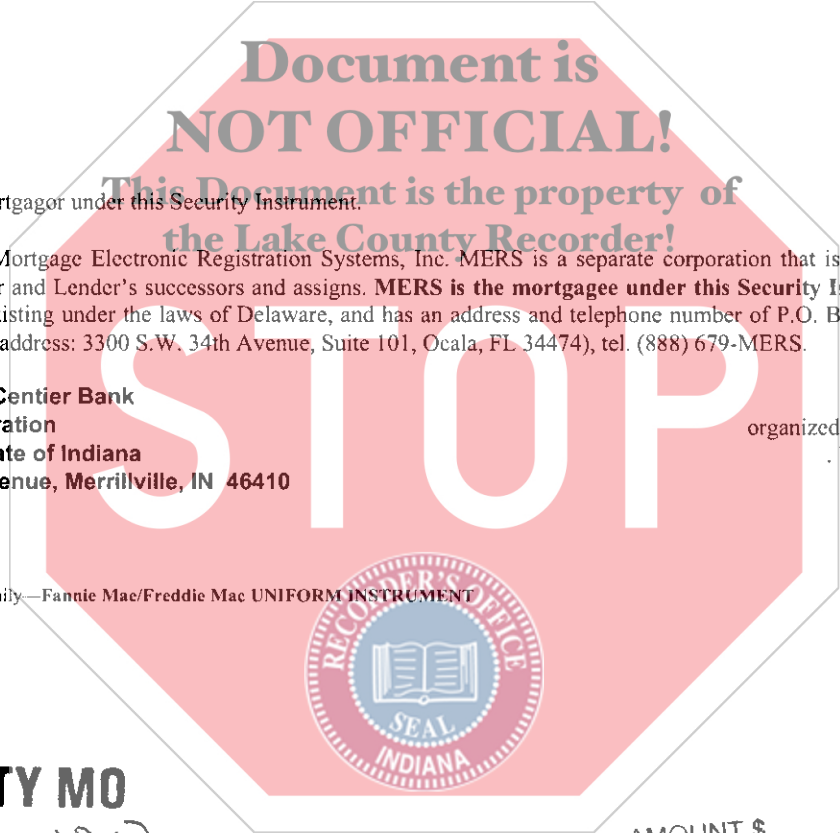 Document is
NOT OFFICIAL!
This Document is the property of
the Lake County Recorder!
rtgagor under this Security Instrument.
Mortgage Electronic Registration Systems, Inc. MERS is a separate corporation that is
r and Lender's successors and assigns. MERS is the mortgagee under this Security I
isting under the laws of Delaware, and has an address and telephone number of P.O. B
address: 3300 S.W. 34th Avenue, Suite 101, Ocala, FL 34474), tel. (888) 679-MERS.
STOP
Centier Bank
ration
organized
te of Indiana
enue, Merrillville, IN 46410
ily—Fannie Mae/Freddie Mac UNIFORM INSTRUMENT
RECORDER'S OFFICE
SEAL
INDIANA
TY MO
AMOUNT $